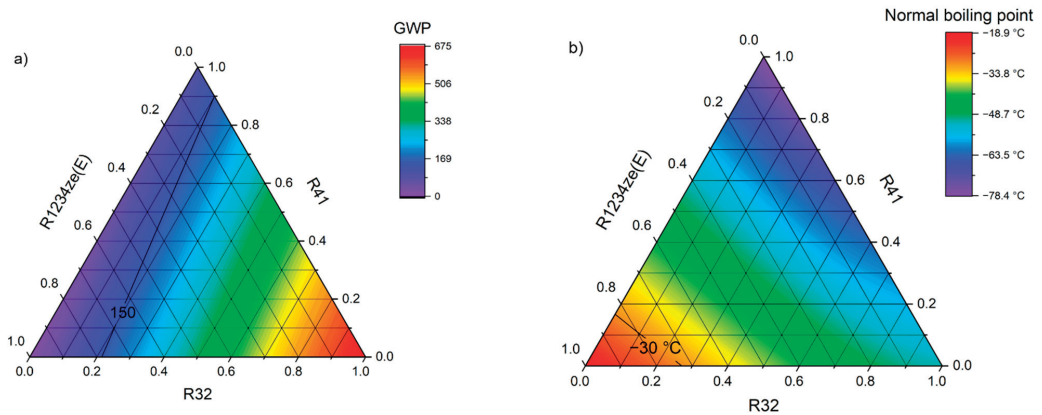 a)
GWP
675
506
338
169
0
0.0
0.2
0.4
0.6
0.8
1.0
R1234ze(E)
1.0
0.8
0.6
0.4
0.2
0.0
R41
150
0.0
0.2
0.4
0.6
0.8
1.0
R32
b)
Normal boiling point
−18.9 °C
−33.8 °C
−48.7 °C
−63.5 °C
−78.4 °C
0.0
0.2
0.4
0.6
0.8
1.0
R1234ze(E)
1.0
0.8
0.6
0.4
0.2
0.0
R41
−30 °C
0.0
0.2
0.4
0.6
0.8
1.0
R32